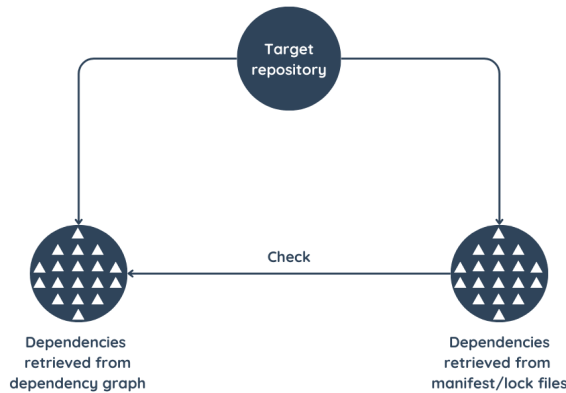 Target
repository
Check
Dependencies
retrieved from
dependency graph
Dependencies
retrieved from
manifest/lock files